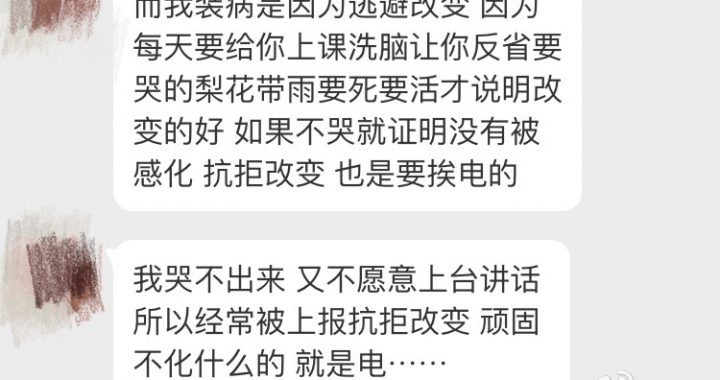 而我装病是因为逃避改变 因为
每天要给你上课洗脑让你反省要
哭的梨花带雨要死要活才说明改
变的好 如果不哭就证明没有被
感化 抗拒改变 也是要挨电的
我哭不出来 又不愿意上台讲话
所以经常被上报抗拒改变 顽固
不化什么的 就是电……